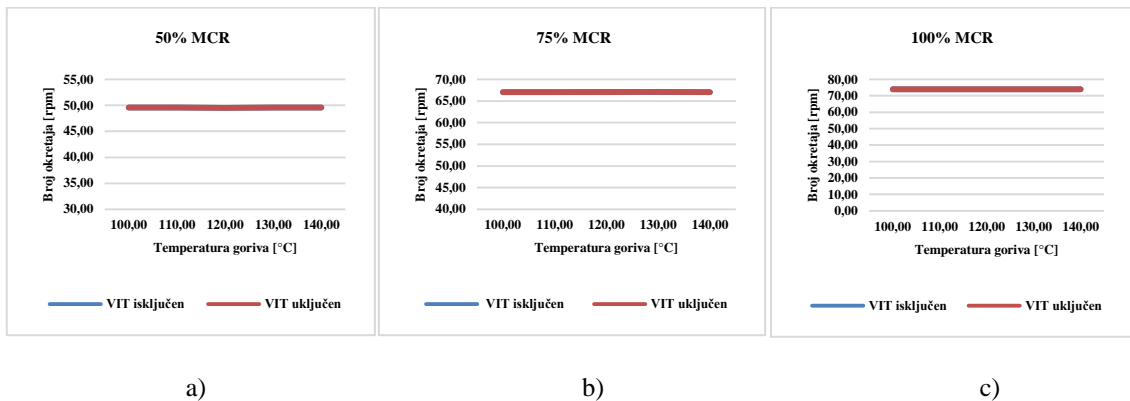 50% MCR
Broj okretaja [rpm]
55,00
50,00
45,00
40,00
35,00
30,00
100,00 110,00 120,00 130,00 140,00
Temperatura goriva [°C]
VIT isključen VIT uključen
75% MCR
Broj okretaja [rpm]
70,00
65,00
60,00
55,00
50,00
45,00
40,00
100,00 110,00 120,00 130,00 140,00
Temperatura goriva [°C]
VIT isključen VIT uključen
100% MCR
Broj okretaja [rpm]
80,00
70,00
60,00
50,00
40,00
30,00
20,00
10,00
0,00
100,00 110,00 120,00 130,00 140,00
Temperatura goriva [°C]
VIT isključen VIT uključen
a) b) c)